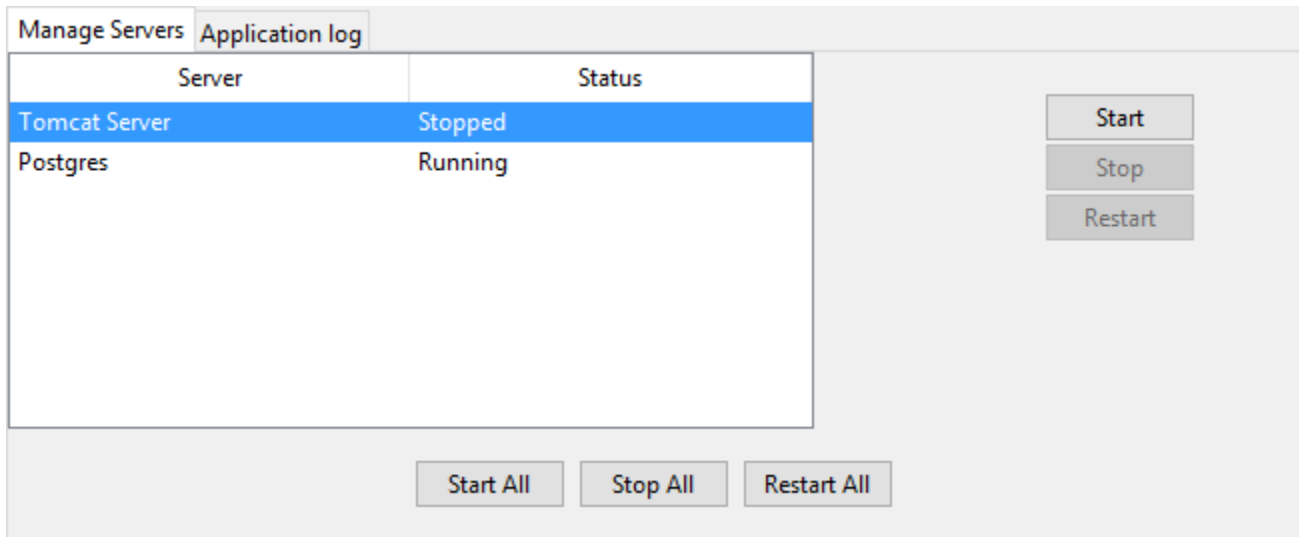 Manage Servers Application log
Server Status
Tomcat Server Stopped
Postgres Running
Start
Stop
Restart
Start All Stop All Restart All